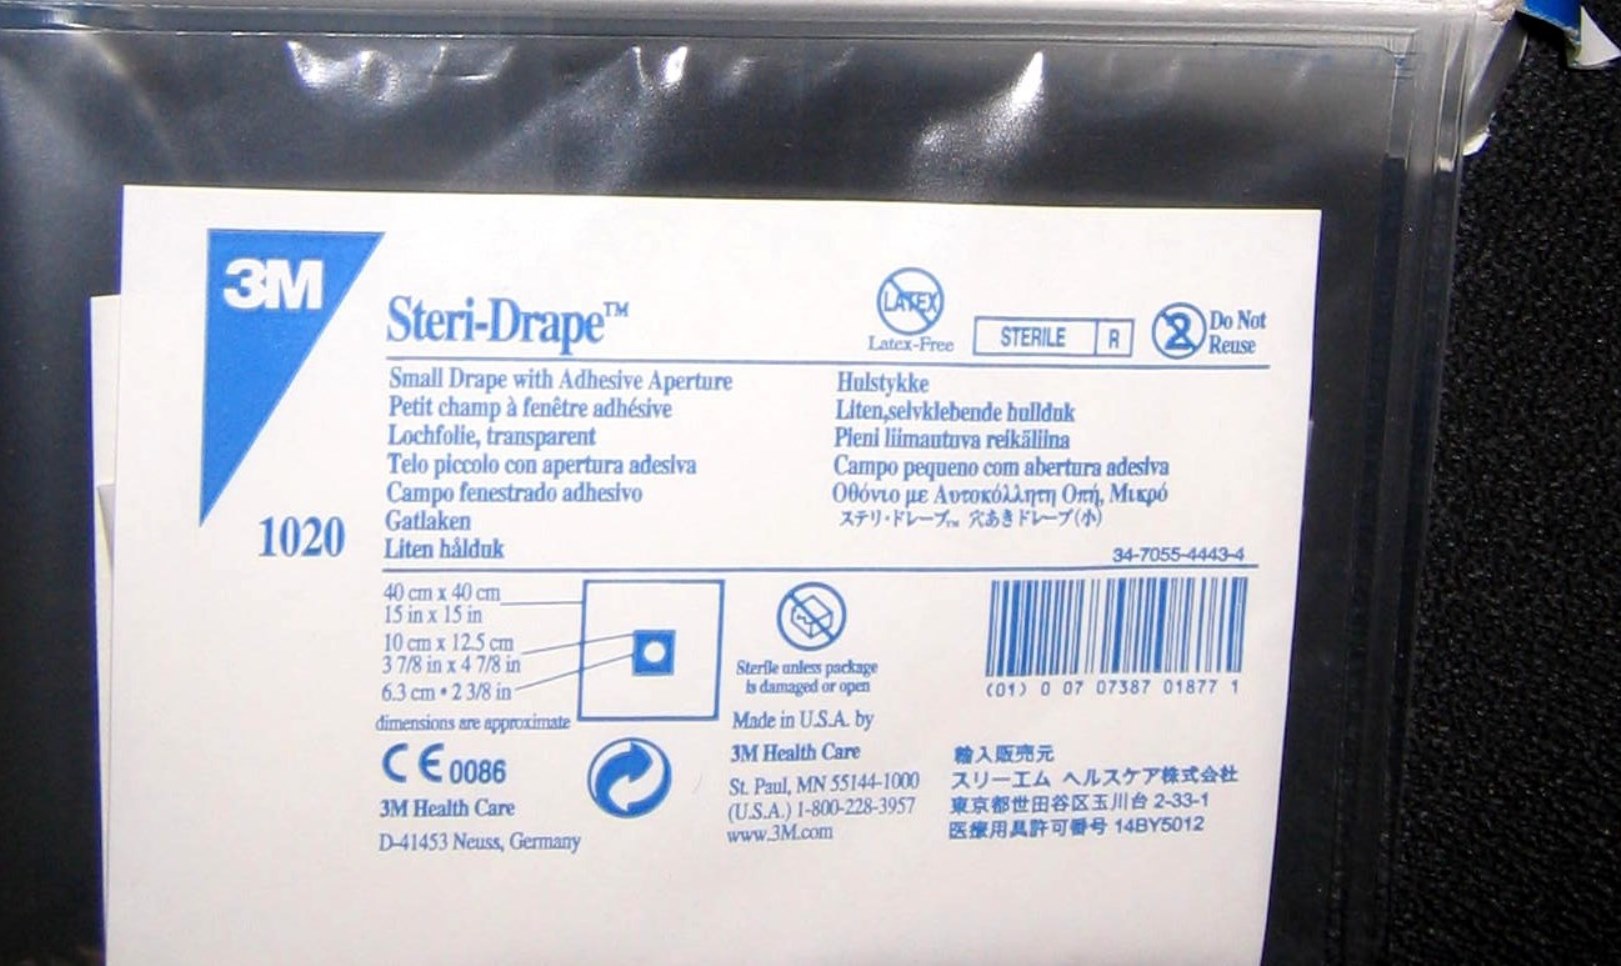 3M
Steri-Drape™
LATEX
Latex-Free
STERILE R
2
Do Not
Reuse
1020
Small Drape with Adhesive Aperture
Petit champ à fenêtre adhésive
Lochfolie, transparent
Telo piccolo con apertura adesiva
Campo fenestrado adhesivo
Gatlaken
Liten hålduk
Hulstykke
Liten,selvklebende hullduk
Pieni liimautuva reikäliina
Campo pequeno com abertura adesiva
Οθόνιο με Αυτοκόλλητη Οπή, Μικρό
ステリ・ドレープ™ 穴あきドレープ(小)
34-7055-4443-4
40 cm x 40 cm
15 in x 15 in
10 cm x 12.5 cm
3 7/8 in x 4 7/8 in
6.3 cm • 2 3/8 in
dimensions are approximate
Sterile unless package
is damaged or open
(01) 0 07 07387 01877 1
CE 0086
3M Health Care
D-41453 Neuss, Germany
Made in U.S.A. by
3M Health Care
St. Paul, MN 55144-1000
(U.S.A.) 1-800-228-3957
www.3M.com
輸入販売元
スリーエム ヘルスケア株式会社
東京都世田谷区玉川台 2-33-1
医療用具許可番号 14BY5012